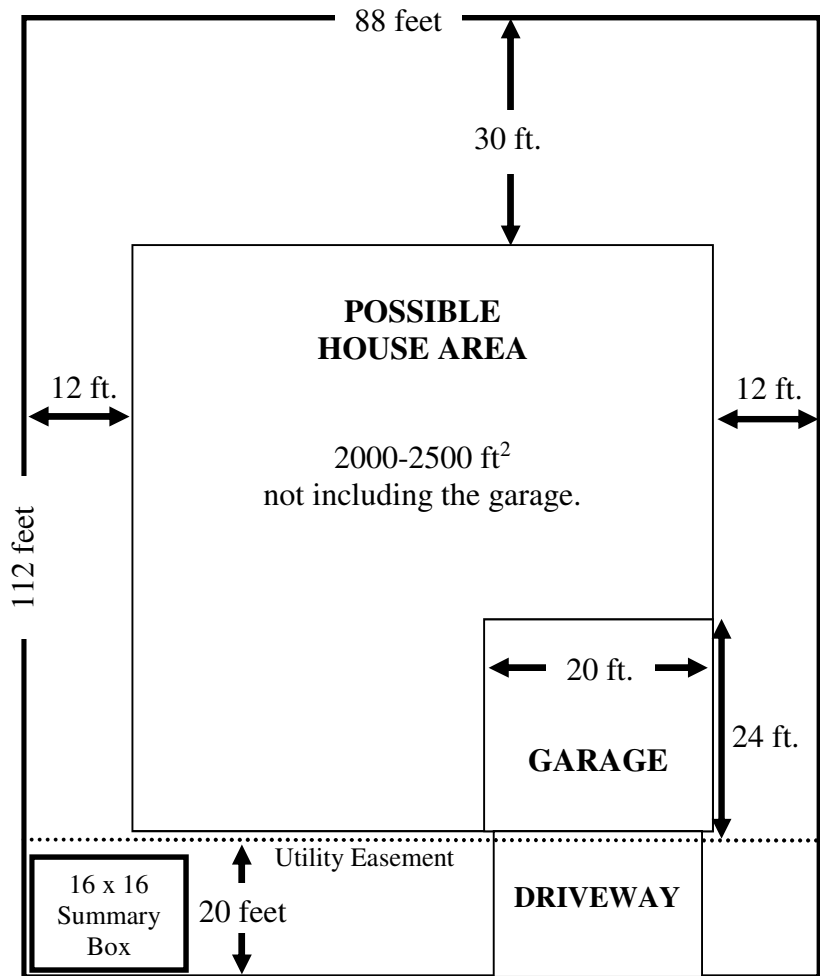 88 feet
30 ft.
POSSIBLE
HOUSE AREA
12 ft.
12 ft.
2000-2500 ft²
not including the garage.
112 feet
20 ft.
24 ft.
GARAGE
Utility Easement
16 x 16
Summary
Box
20 feet
DRIVEWAY